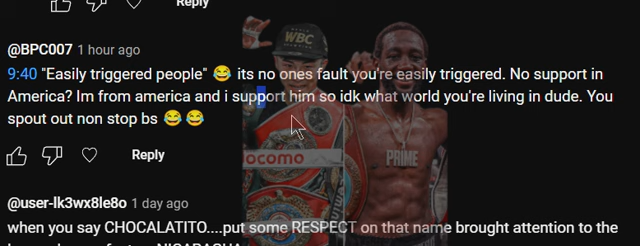 Reply
@BPC007 1 hour ago
9:40 "Easily triggered people" 😂 its no ones fault you're easily triggered. No support in
America? Im from america and i support him so idk what world you're living in dude. You
spout out non stop bs 😂 😂
WBC
docomo
PRIME
Reply
@user-lk3wx8le8o 1 day ago
when you say CHOCALATITO....put some RESPECT on that name brought attention to the